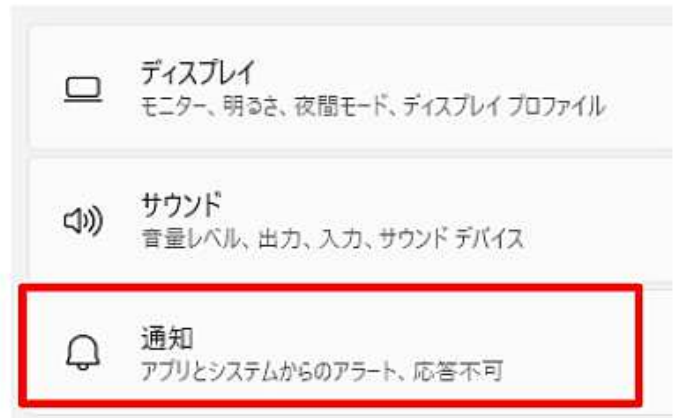 ディスプレイ
モニター、明るさ、夜間モード、ディスプレイ プロファイル
サウンド
音量レベル、出力、入力、サウンド デバイス
通知
アプリとシステムからのアラート、応答不可